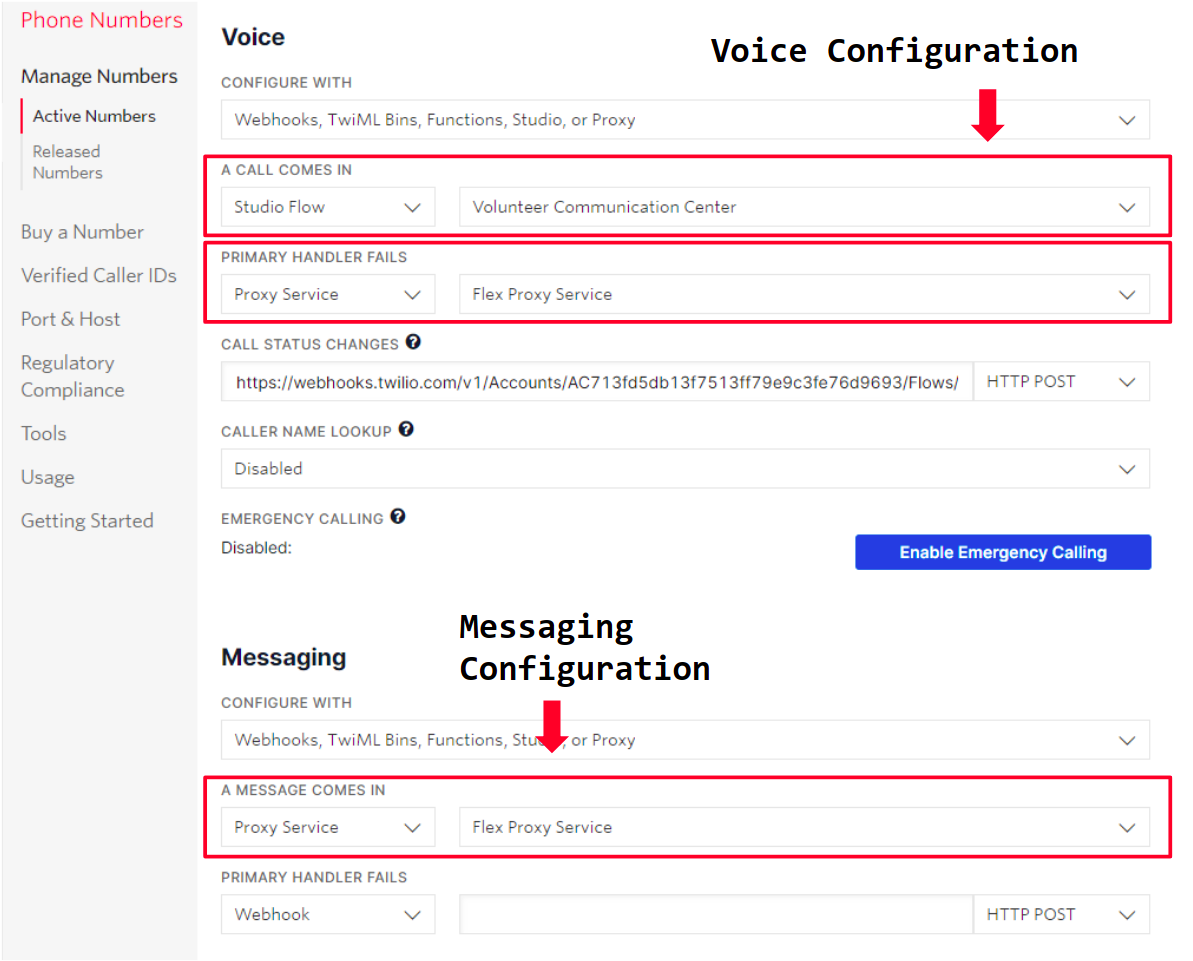 Phone Numbers
Manage Numbers
Active Numbers
Released
Numbers
Buy a Number
Verified Caller IDs
Port & Host
Regulatory
Compliance
Tools
Usage
Getting Started
Voice
Voice Configuration
CONFIGURE WITH
Webhooks, TwiML Bins, Functions, Studio, or Proxy
A CALL COMES IN
Studio Flow
Volunteer Communication Center
PRIMARY HANDLER FAILS
Proxy Service
Flex Proxy Service
CALL STATUS CHANGES
https://webhooks.twilio.com/v1/Accounts/AC713fd5db13f7513ff79e9c3fe76d9693/Flows/
HTTP POST
CALLER NAME LOOKUP
Disabled
EMERGENCY CALLING
Disabled:
Enable Emergency Calling
Messaging
Messaging
Configuration
CONFIGURE WITH
Webhooks, TwiML Bins, Functions, Studio, or Proxy
A MESSAGE COMES IN
Proxy Service
Flex Proxy Service
PRIMARY HANDLER FAILS
Webhook
HTTP POST